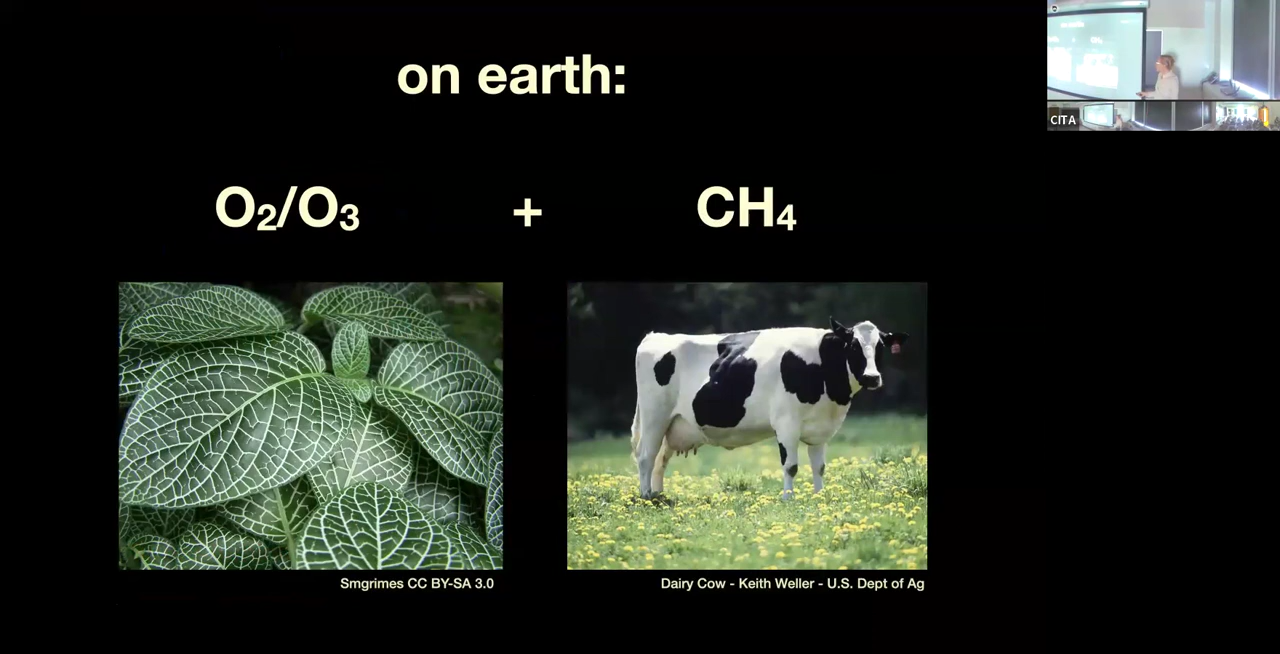 on earth:
O₂/O₃ + CH₄
Smgrimes CC BY-SA 3.0
Dairy Cow - Keith Weller - U.S. Dept of Ag
CITA